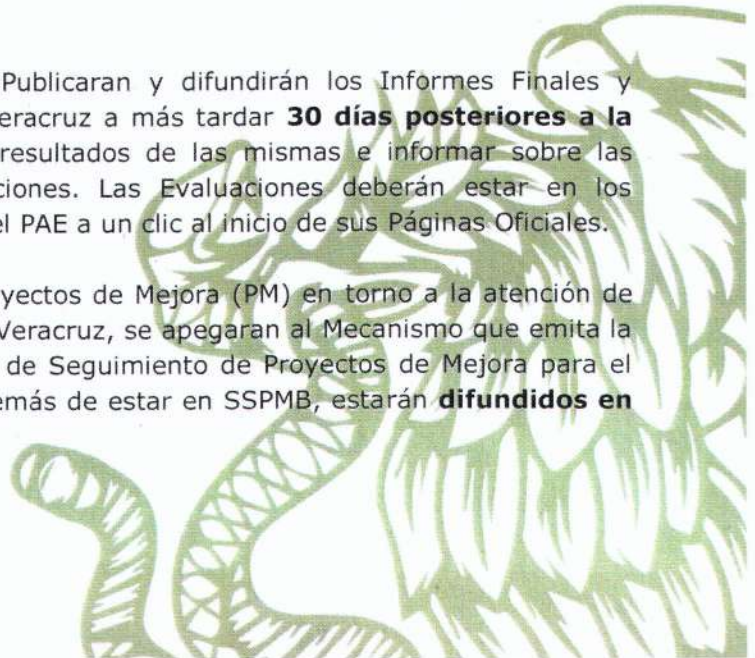 Publicaran y difundirán los Informes Finales y
eracruz a más tardar 30 días posteriores a la
resultados de las mismas e informar sobre las
ciones. Las Evaluaciones deberán estar en los
el PAE a un clic al inicio de sus Páginas Oficiales.
yectos de Mejora (PM) en torno a la atención de
Veracruz, se apegaran al Mecanismo que emita la
de Seguimiento de Proyectos de Mejora para el
emás de estar en SSPMB, estarán difundidos en